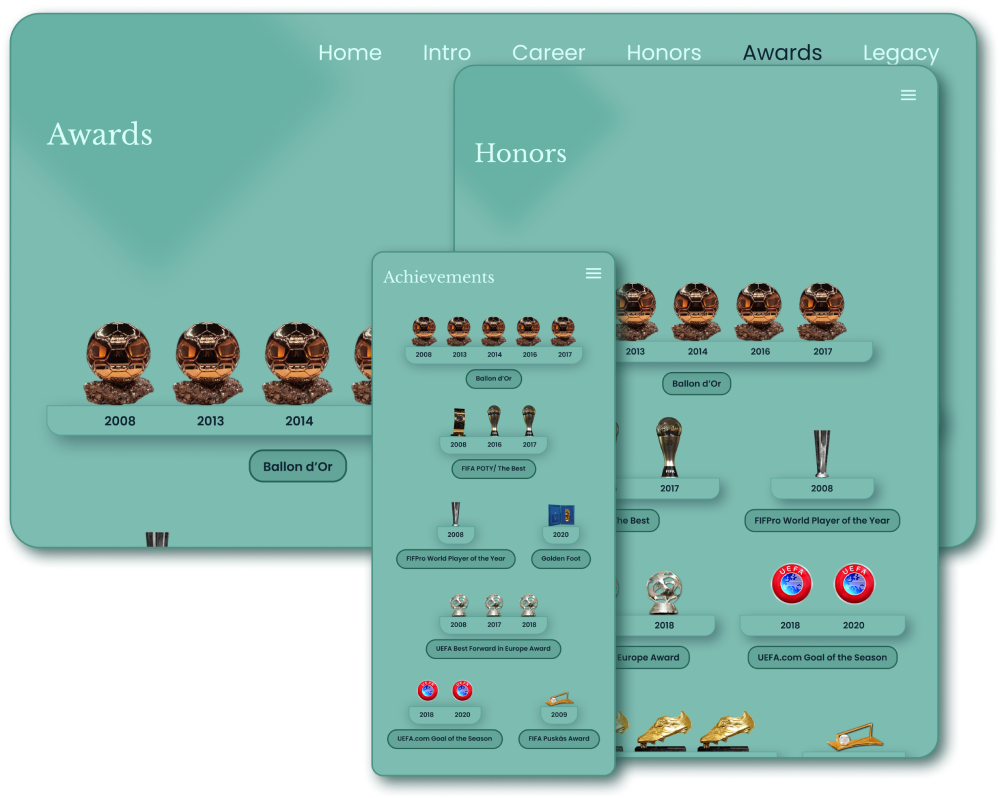 Home Intro Career Honors Awards Legacy
Awards
2008 2013 2014
Ballon d’Or
Honors
2013 2014 2016 2017
Ballon d’Or
2017 2008
he Best FIFPro World Player of the Year
UEFA UEFA
2018 2018 2020
Europe Award UEFA.com Goal of the Season
Achievements
2008 2013 2014 2016 2017
Ballon d’Or
2008 2016 2017
FIFA POTY/ The Best
2008 2020
FIFPro World Player of the Year Golden Foot
2008 2017 2018
UEFA Best Forward in Europe Award
2018 2020 2009
UEFA.com Goal of the Season FIFA Puskás Award